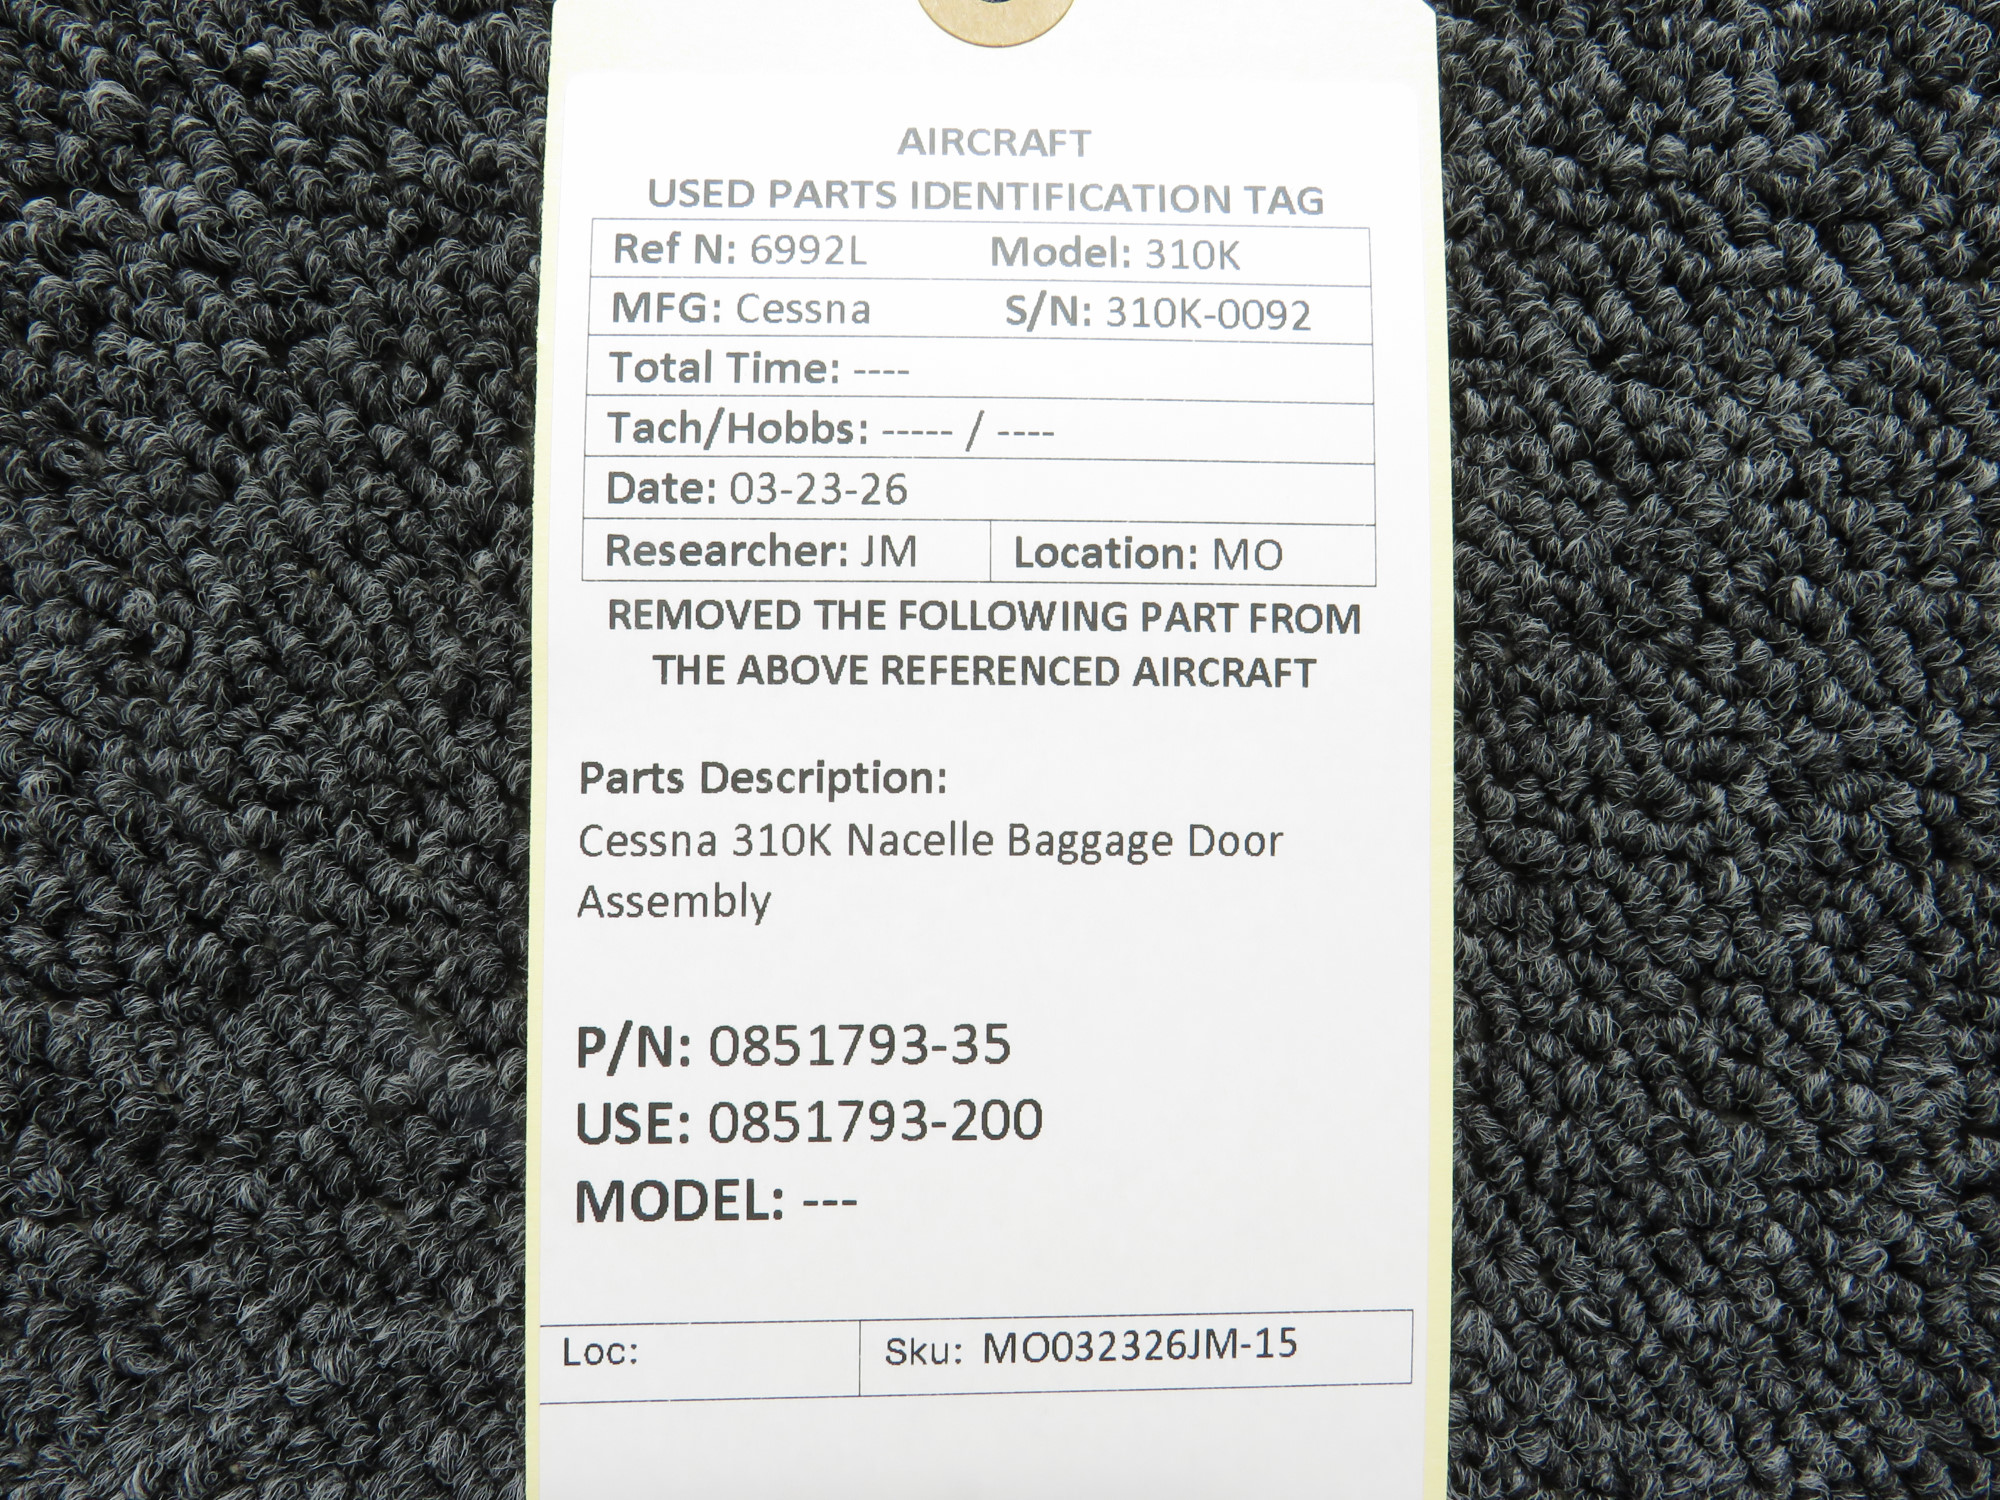 AIRCRAFT
USED PARTS IDENTIFICATION TAG
Ref N: 6992L Model: 310K
MFG: Cessna S/N: 310K-0092
Total Time: ----
Tach/Hobbs: ----- / ----
Date: 03-23-26
Researcher: JM Location: MO
REMOVED THE FOLLOWING PART FROM
THE ABOVE REFERENCED AIRCRAFT
Parts Description:
Cessna 310K Nacelle Baggage Door
Assembly
P/N: 0851793-35
USE: 0851793-200
MODEL: ---
Loc: Sku: MO032326JM-15